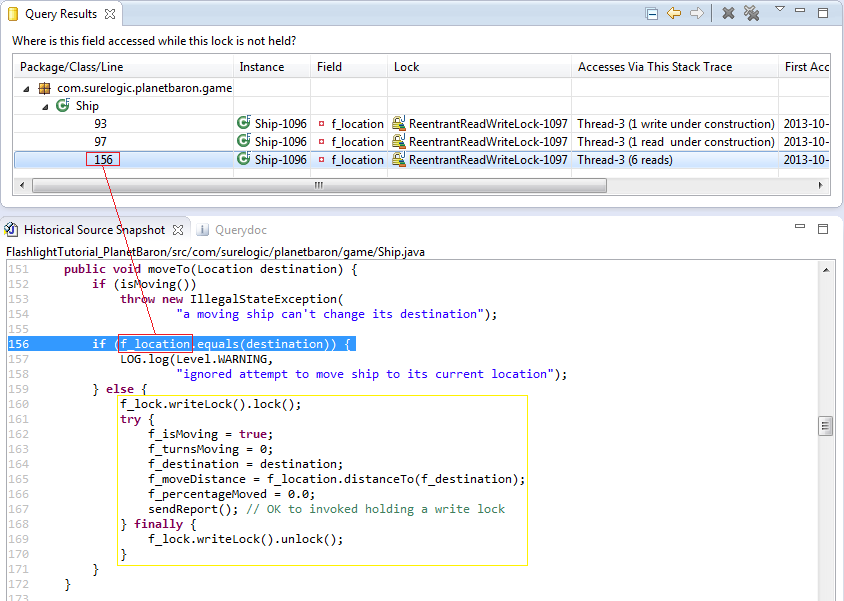 Query Results
Where is this field accessed while this lock is not held?
Package/Class/Line Instance Field Lock Accesses Via This Stack Trace First Acc
com.surelogic.planetbaron.game
Ship
93 Ship-1096 f_location ReentrantReadWriteLock-1097 Thread-3 (1 write under construction) 2013-10-
97 Ship-1096 f_location ReentrantReadWriteLock-1097 Thread-3 (1 read under construction) 2013-10-
156 Ship-1096 f_location ReentrantReadWriteLock-1097 Thread-3 (6 reads) 2013-10-
Historical Source Snapshot Querydoc
FlashlightTutorial_PlanetBaron/src/com/surelogic/planetbaron/game/Ship.java
151 public void moveTo(Location destination) {
152 if (isMoving())
153 throw new IllegalStateException(
154 "a moving ship can't change its destination");
155
156 if (f_location.equals(destination)) {
157 LOG.log(Level.WARNING,
158 "ignored attempt to move ship to its current location");
159 } else {
160 f_lock.writeLock().lock();
161 try {
162 f_isMoving = true;
163 f_turnsMoving = 0;
164 f_destination = destination;
165 f_moveDistance = f_location.distanceTo(f_destination);
166 f_percentageMoved = 0.0;
167 sendReport(); // OK to invoked holding a write lock
168 } finally {
169 f_lock.writeLock().unlock();
170 }
171 }
172 }
173